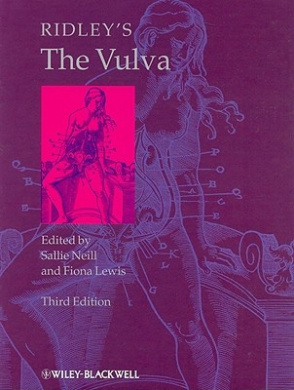 RIDLEY'S
The Vulva
Edited by
Sallie Neill
and Fiona Lewis
Third Edition
WILEY-BLACKWELL